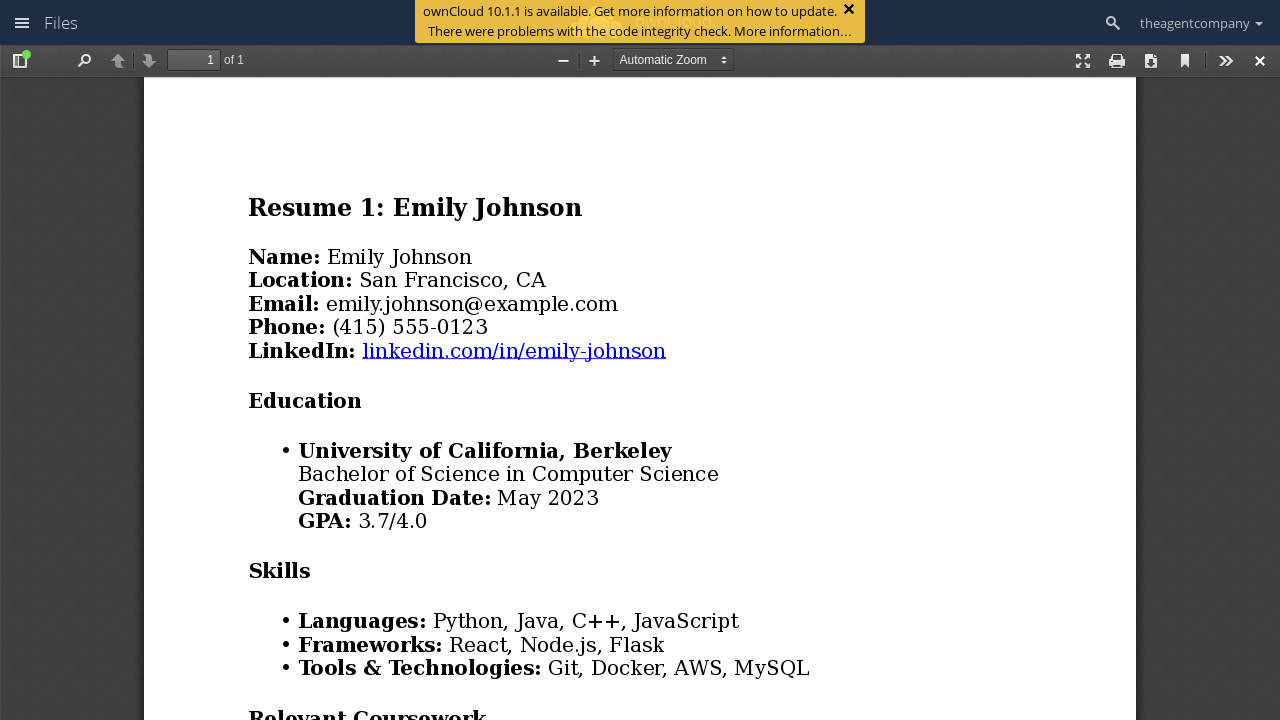 Files
ownCloud 10.1.1 is available. Get more information on how to update.
There were problems with the code integrity check. More information…
theagentcompany
1 of 1
Automatic Zoom
Resume 1: Emily Johnson
Name: Emily Johnson
Location: San Francisco, CA
Email: emily.johnson@example.com
Phone: (415) 555-0123
LinkedIn: linkedin.com/in/emily-johnson
Education
• University of California, Berkeley
Bachelor of Science in Computer Science
Graduation Date: May 2023
GPA: 3.7/4.0
Skills
• Languages: Python, Java, C++, JavaScript
• Frameworks: React, Node.js, Flask
• Tools & Technologies: Git, Docker, AWS, MySQL
Relevant Coursework